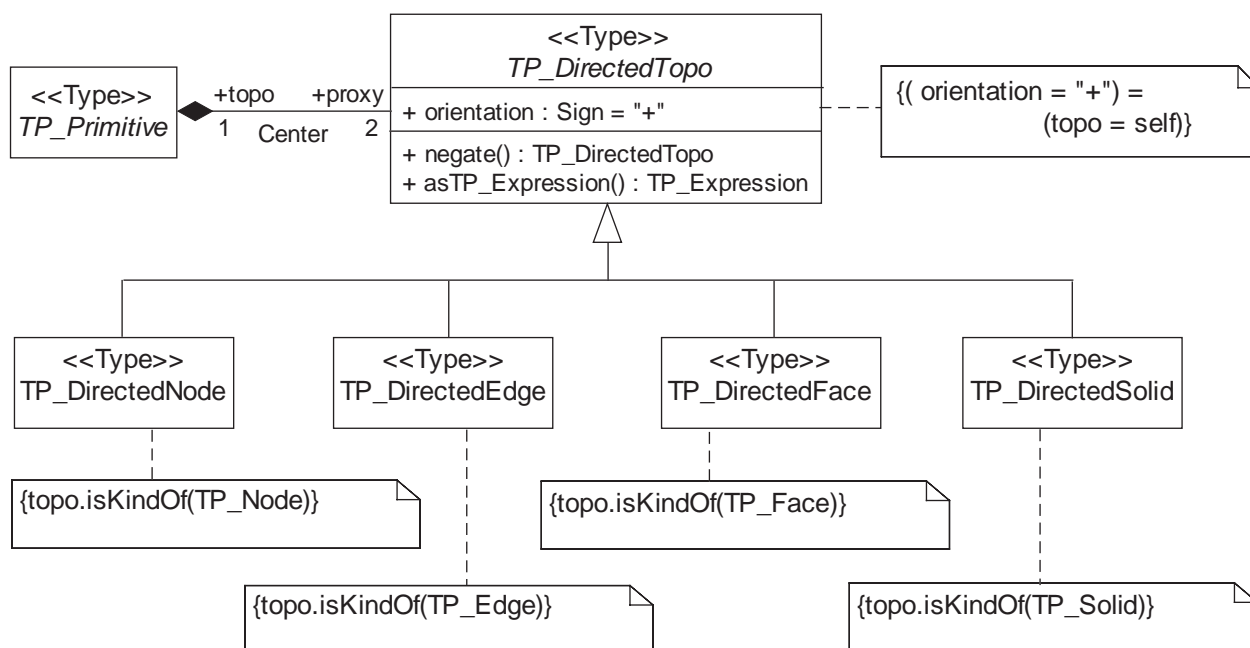 <<Type>>
TP_Primitive
+topo
1
Center
+proxy
2
<<Type>>
TP_DirectedTopo
+ orientation : Sign = "+"
+ negate() : TP_DirectedTopo
+ asTP_Expression() : TP_Expression
{( orientation = "+") =
(topo = self)}
<<Type>>
TP_DirectedNode
<<Type>>
TP_DirectedEdge
<<Type>>
TP_DirectedFace
<<Type>>
TP_DirectedSolid
{topo.isKindOf(TP_Node)}
{topo.isKindOf(TP_Face)}
{topo.isKindOf(TP_Edge)}
{topo.isKindOf(TP_Solid)}